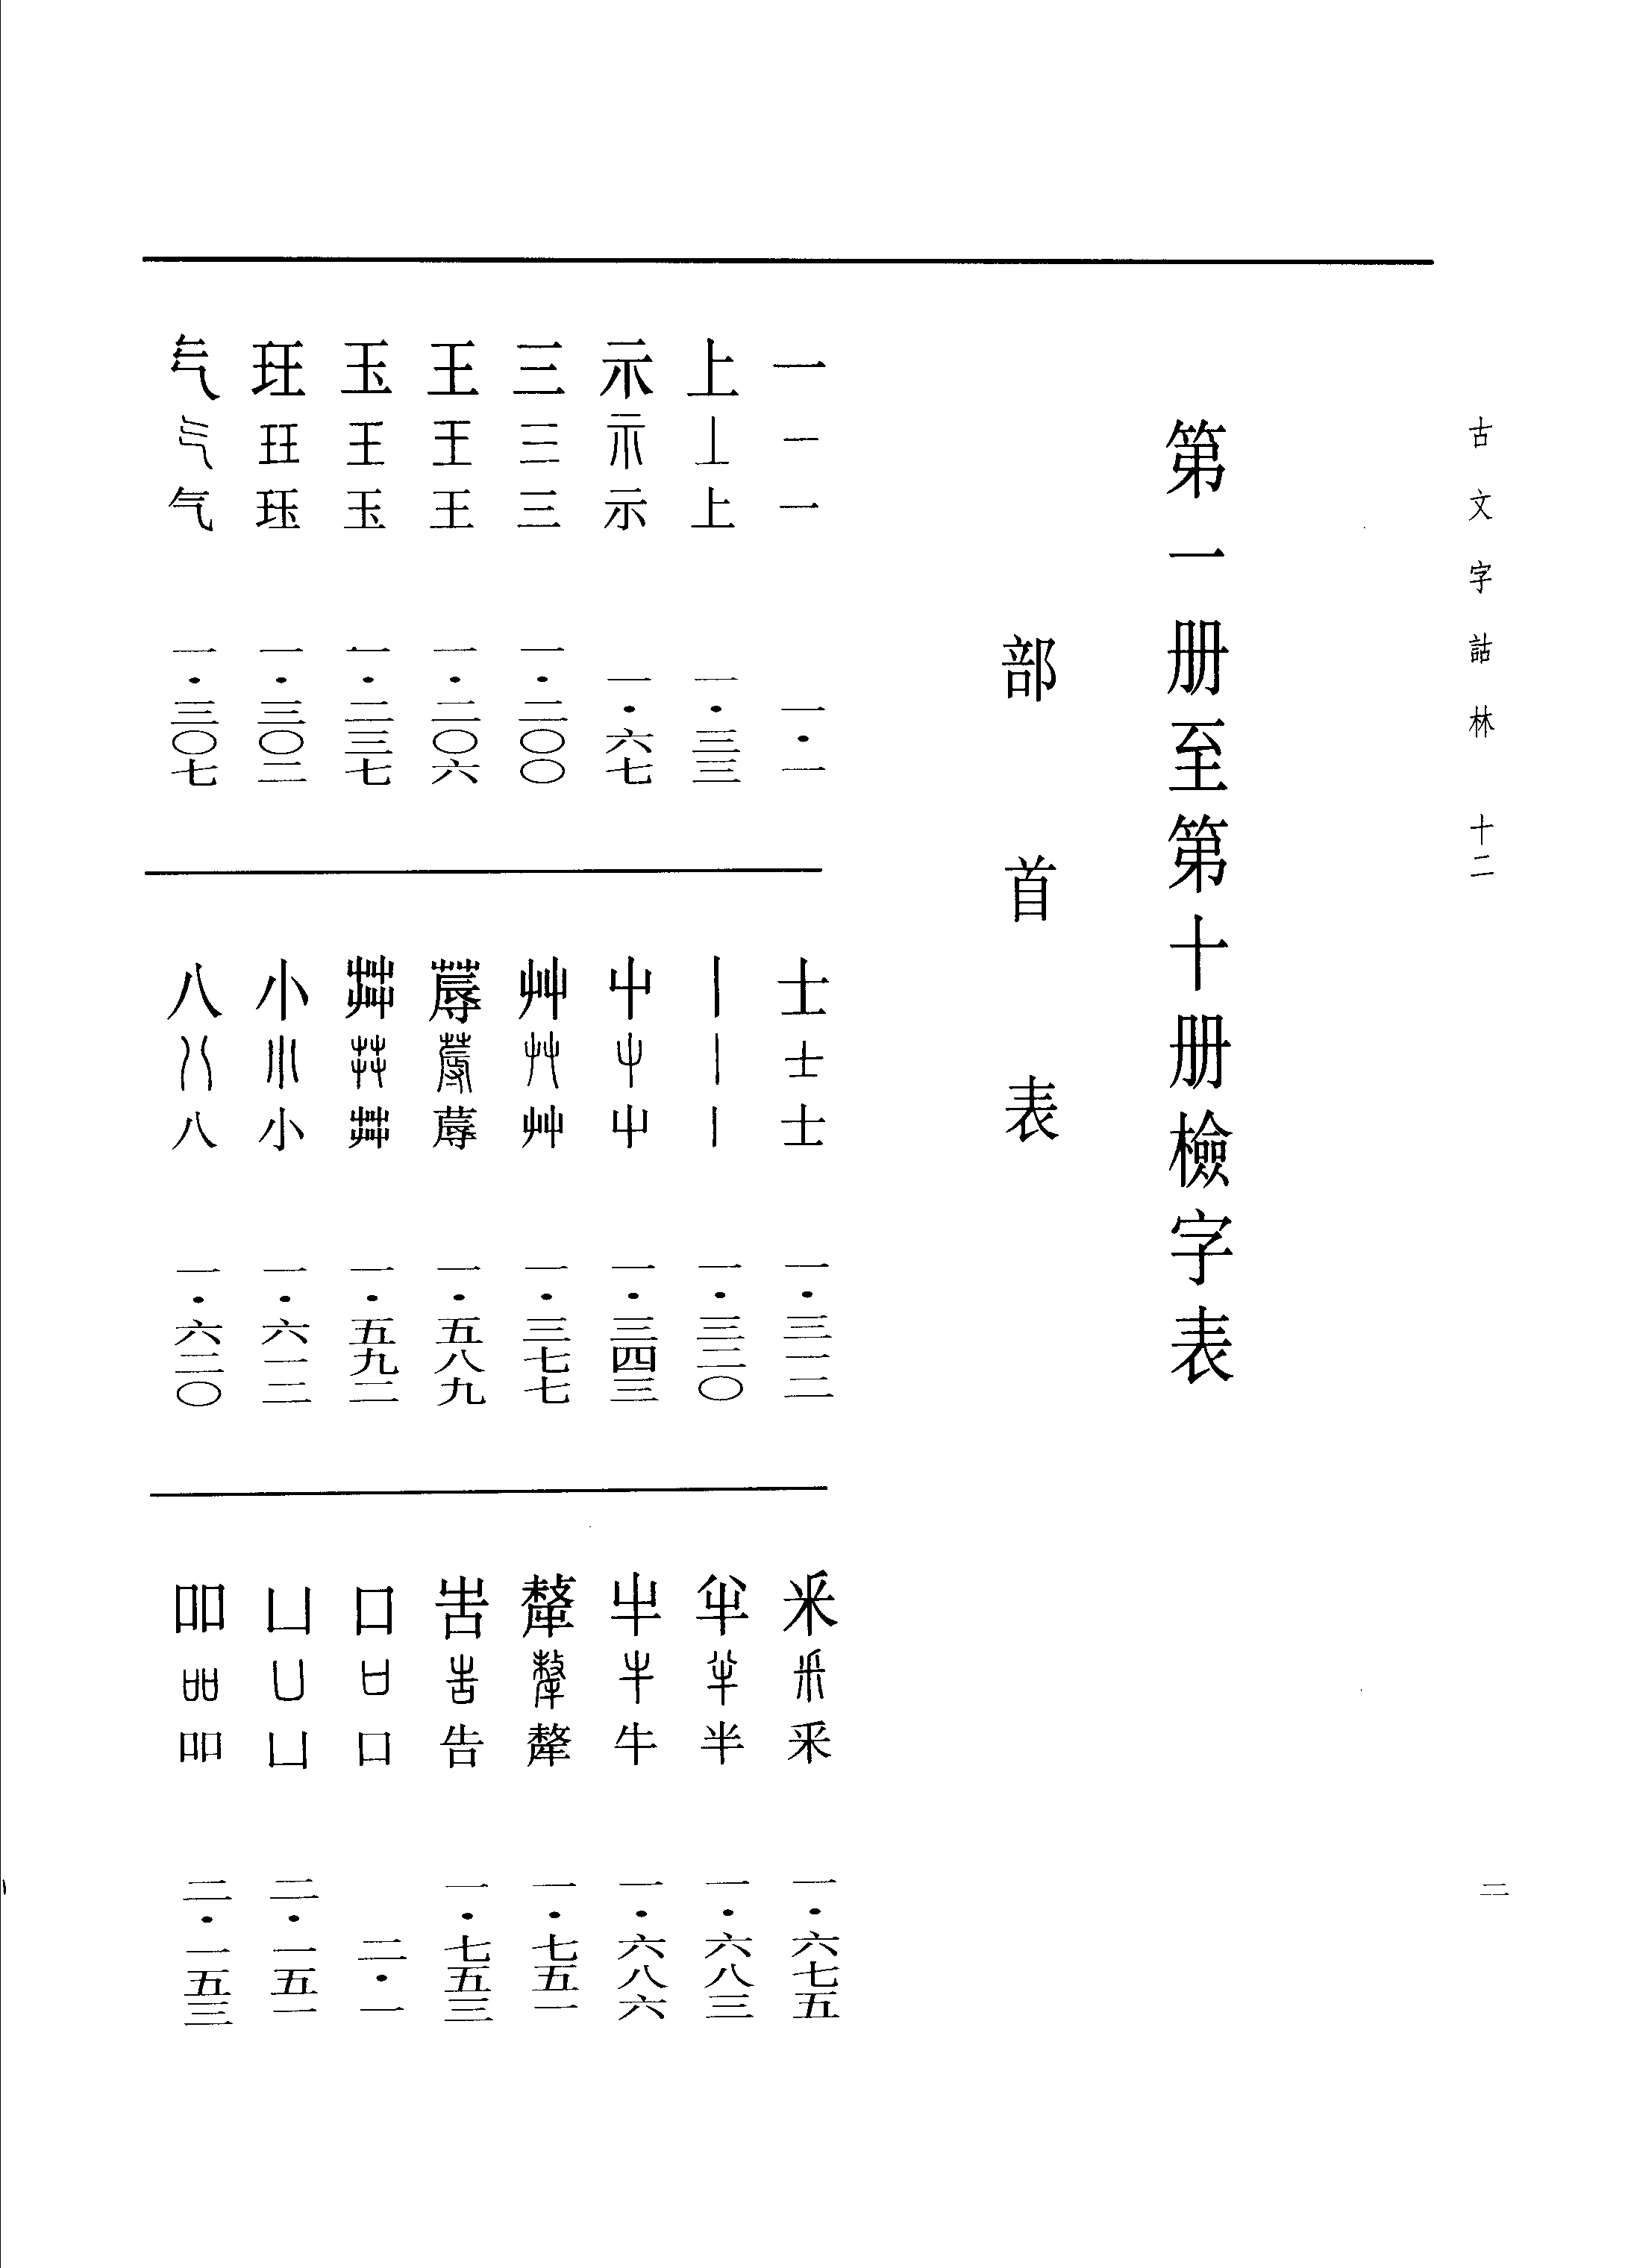 古文字詁林 十二
二
第一册至第十册檢字表
部首表
一 一 一 一·一
上 丄 上 一·三三
示 示 示 一·六七
三 三 三 一·二〇〇
王 王 王 一·二〇六
玉 王 玉 一·二三七
玨 玨 珏 一·三〇二
气 气 气 一·三〇七
士 士 士 一·三一二
丨 丨 丨 一·三二〇
屮 屮 屮 一·三四三
艸 艸 艸 一·三七七
蓐 蓐 蓐 一·五八九
茻 茻 茻 一·五九二
小 小 小 一·六一二
八 八 八 一·六二〇
釆 釆 釆 一·六七五
半 半 半 一·六八三
牛 牛 牛 一·六八六
犛 犛 犛 一·七五一
告 告 告 一·七五三
口 口 口 二·一
凵 凵 凵 二·一五一
吅 吅 吅 二·一五三